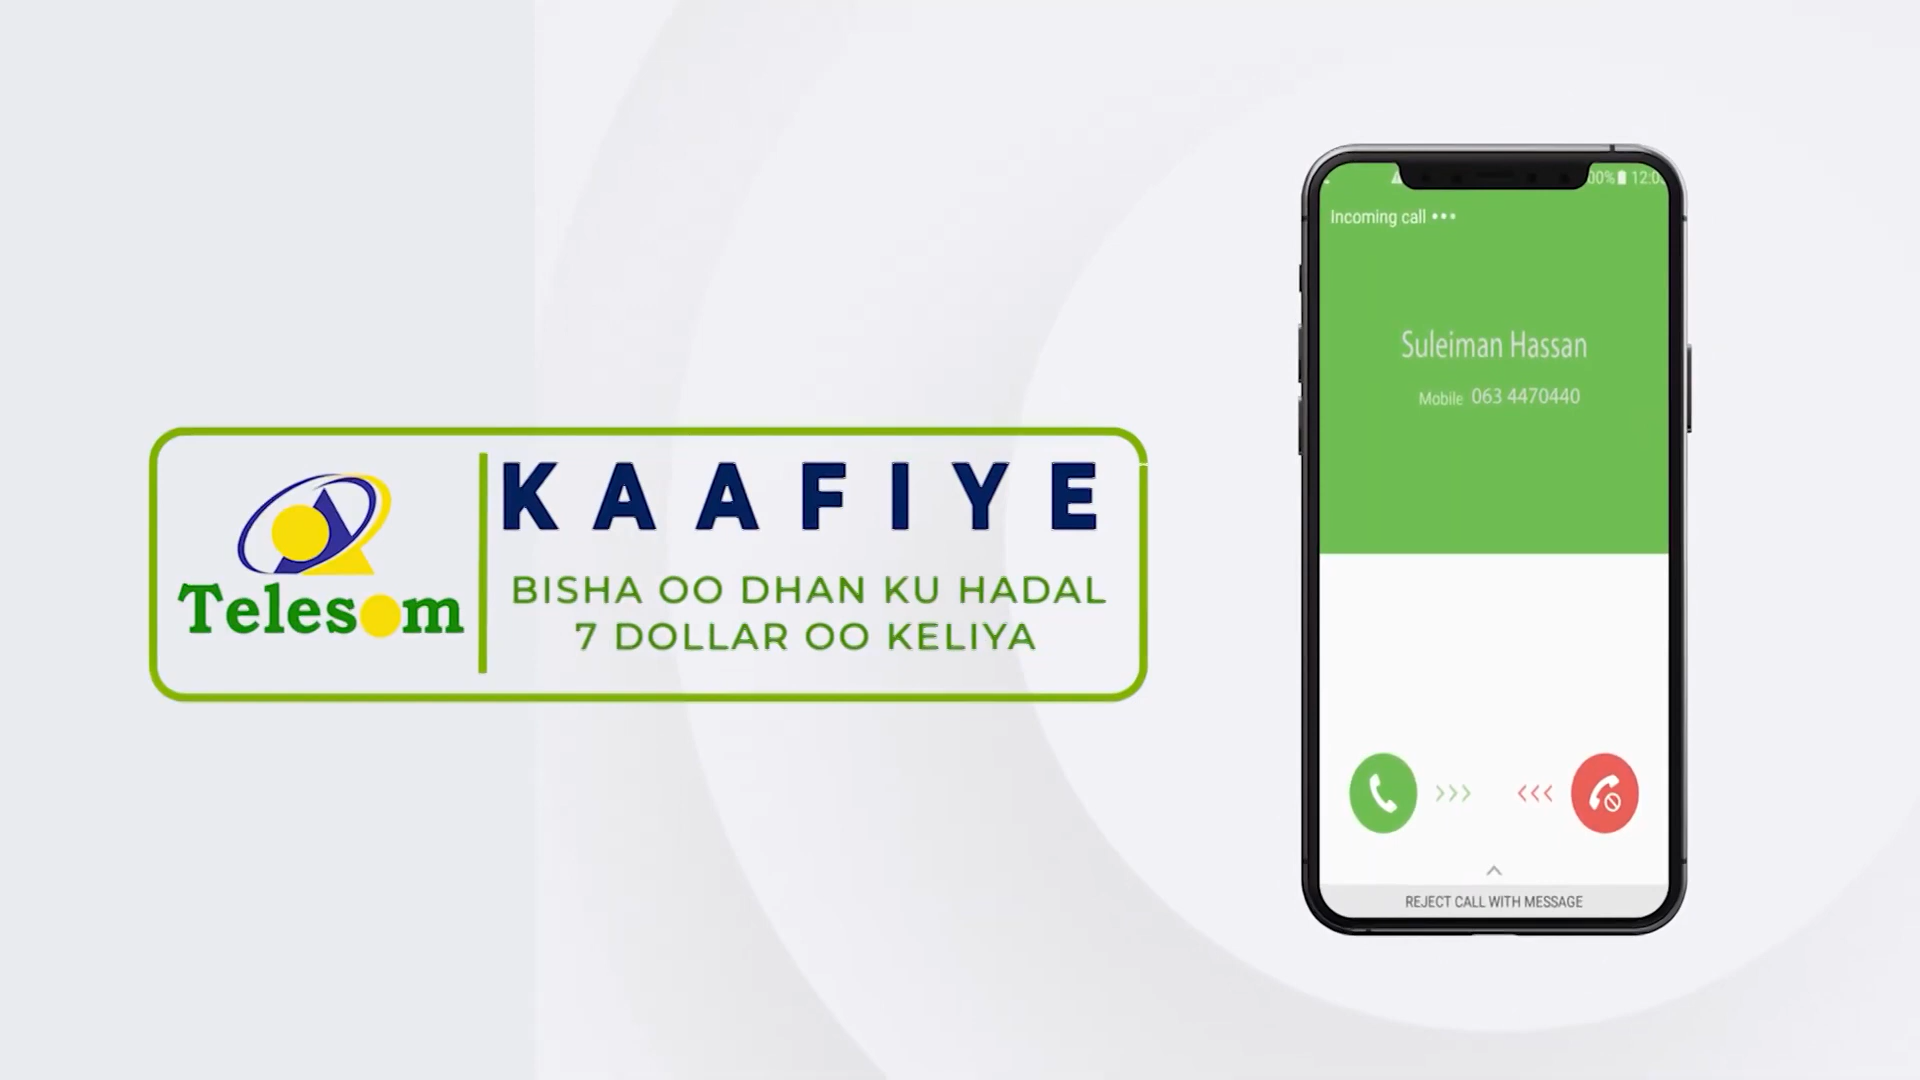 Telesom
KAAFIYE
BISHA OO DHAN KU HADAL
7 DOLLAR OO KELIYA
Incoming call •••
Suleiman Hassan
Mobile 063 4470440
REJECT CALL WITH MESSAGE